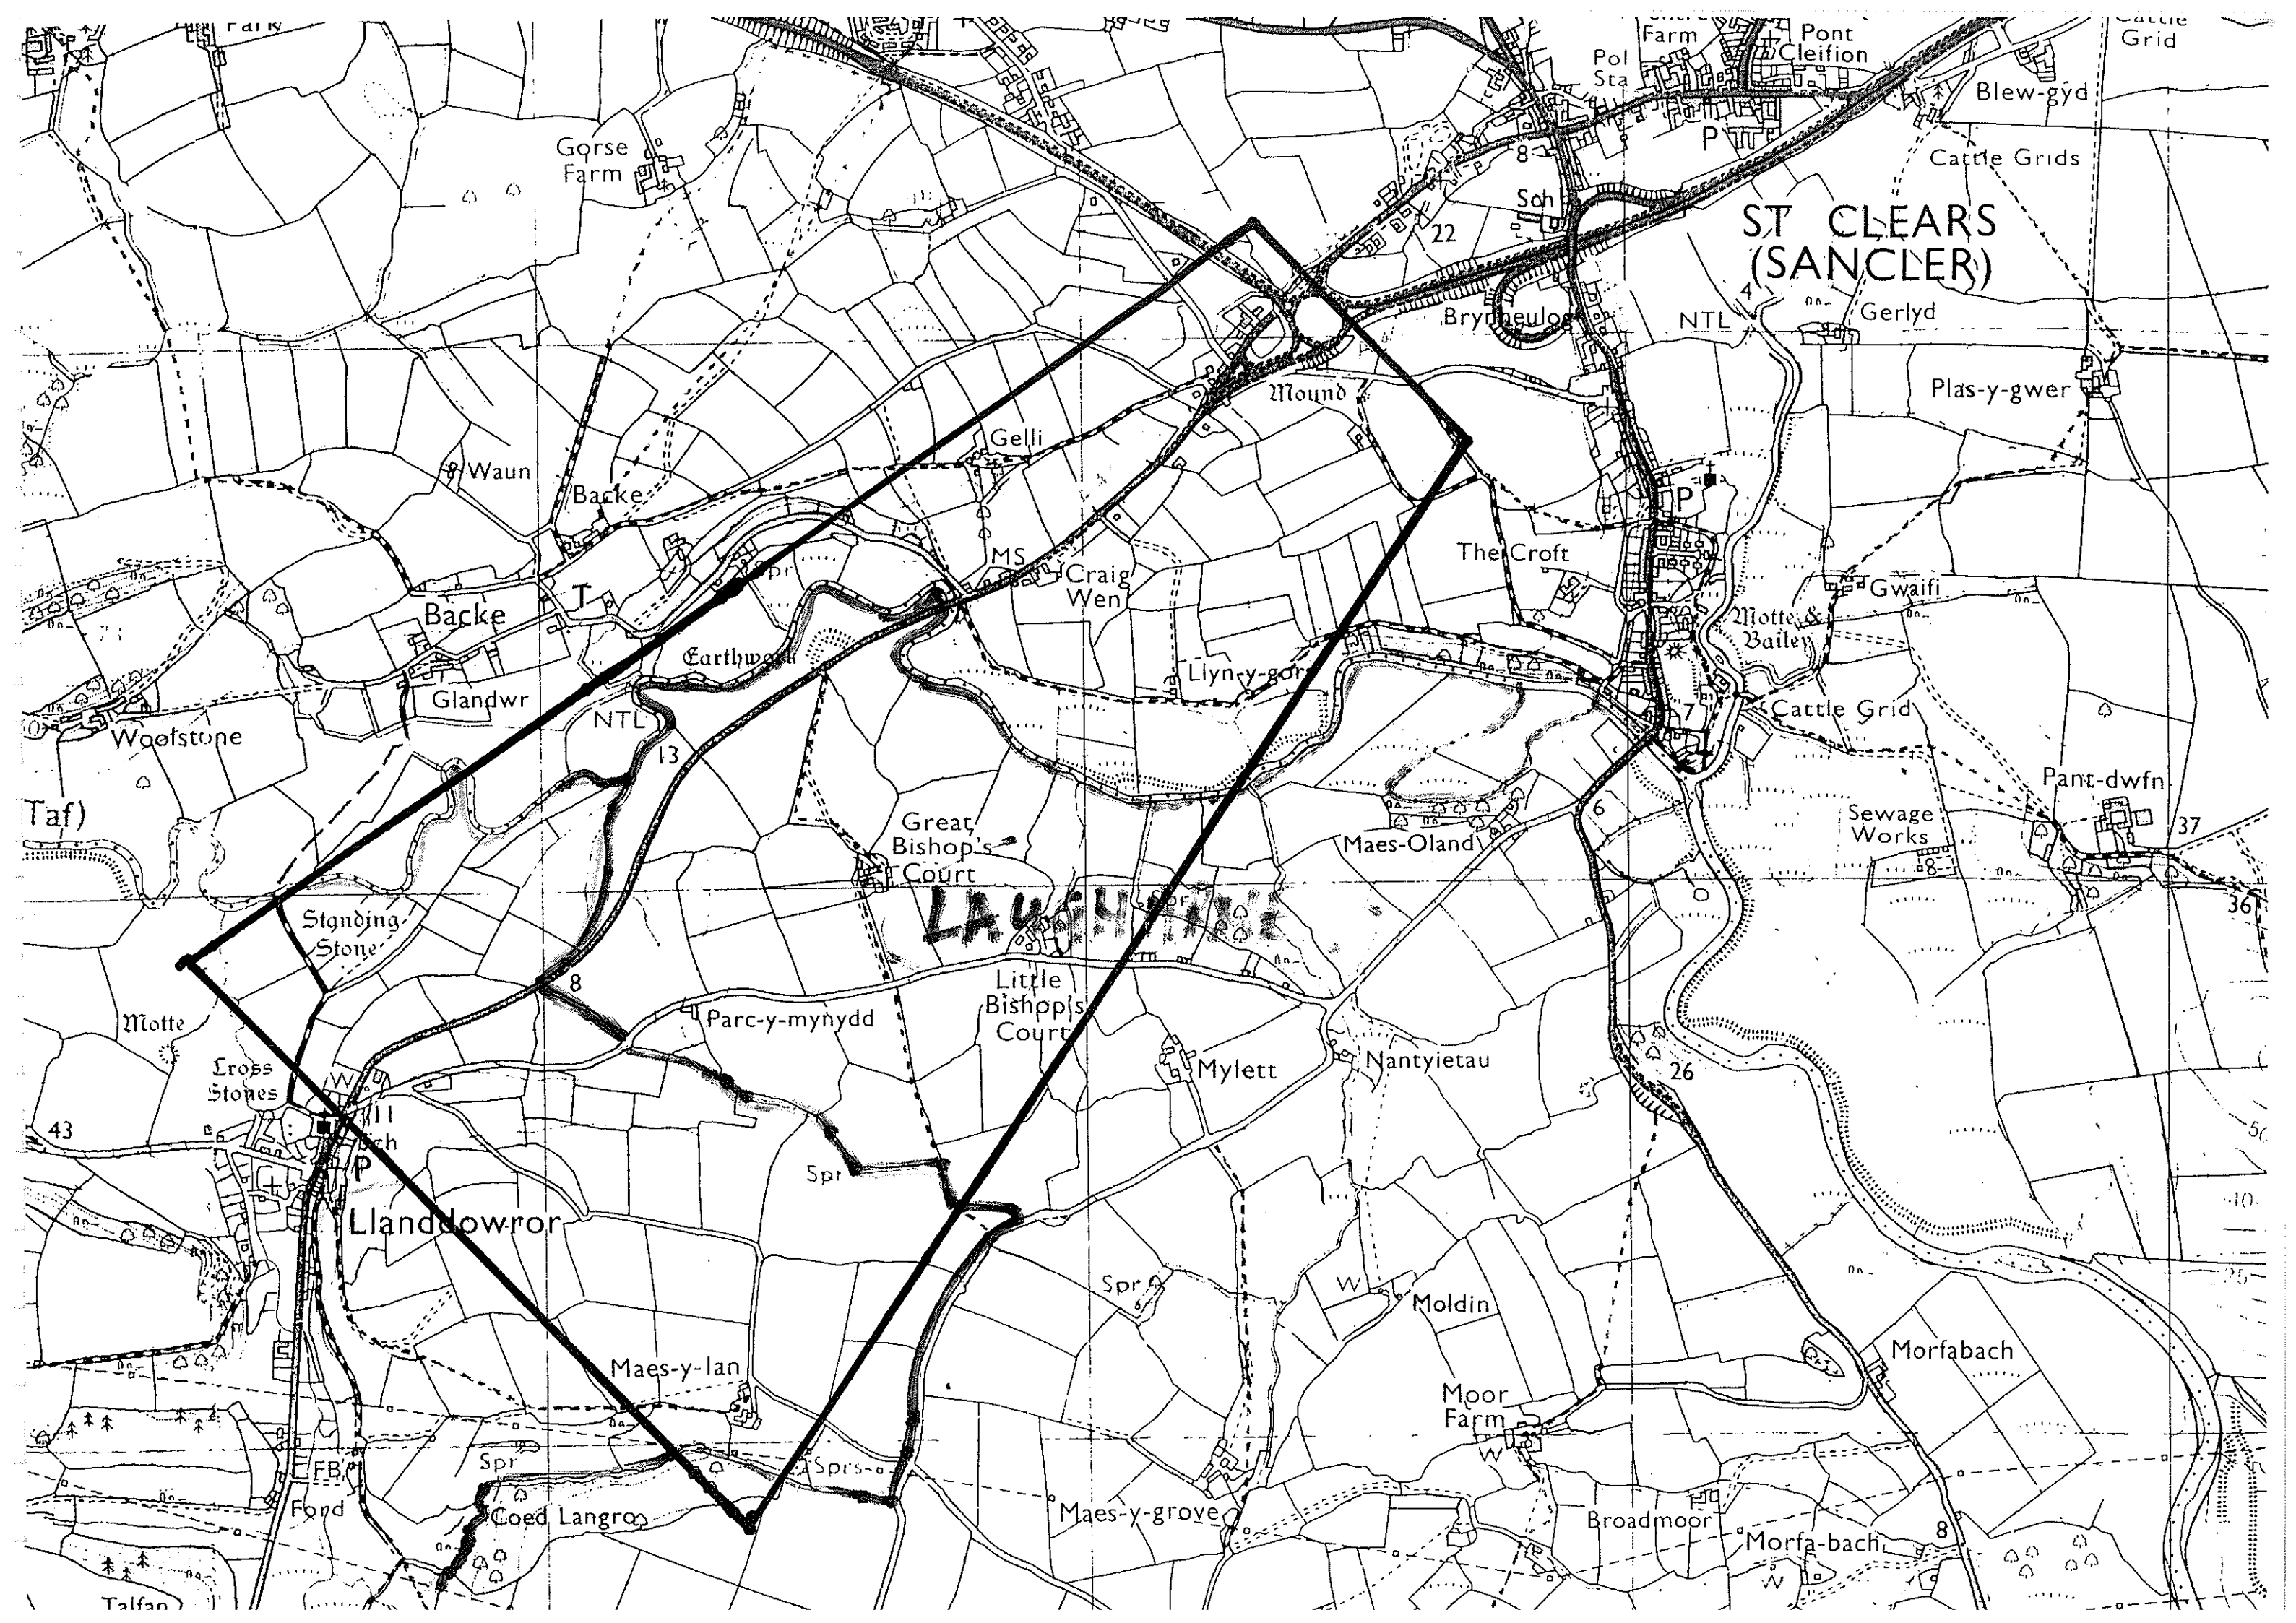 Park
Farm
Pont
Cleifion
Cattle
Grid
Pol
Sta
Blew-gŷd
Gorse
Farm
P
8
Cattle Grids
Sch
22
ST CLEARS
(SANCLER)
4
NTL
Gerlyd
Brynheulog
Plas-y-gwer
Mound
Gelli
Waun
Backe
P
MS
The Croft
Spr
Craig
Wen
T
Gwaifi
Backe
Motte &
Bailey
Earthwork
Llyn-y-gors
Glandwr
NTL
7
Cattle Grid
Woolstone
13
Pant-dwfn
Taf)
6
Great
Bishop's
Court
Maes-Oland
Sewage
Works
37
Spr
LAUGHARNE
36
Standing
Stone
8
Little
Bishop's
Court
Parc-y-mynydd
Motte
Cross
Stones
W
Mylett
Nantyietau
26
11
43
Sch
P
Spr
Llanddowror
Spr
W
Moldin
Morfabach
Maes-y-lan
Moor
Farm
W
FB
Spr
Sprs
Ford
Coed Langro
Maes-y-grove
Broadmoor
Morfa-bach
8
W
Talfan